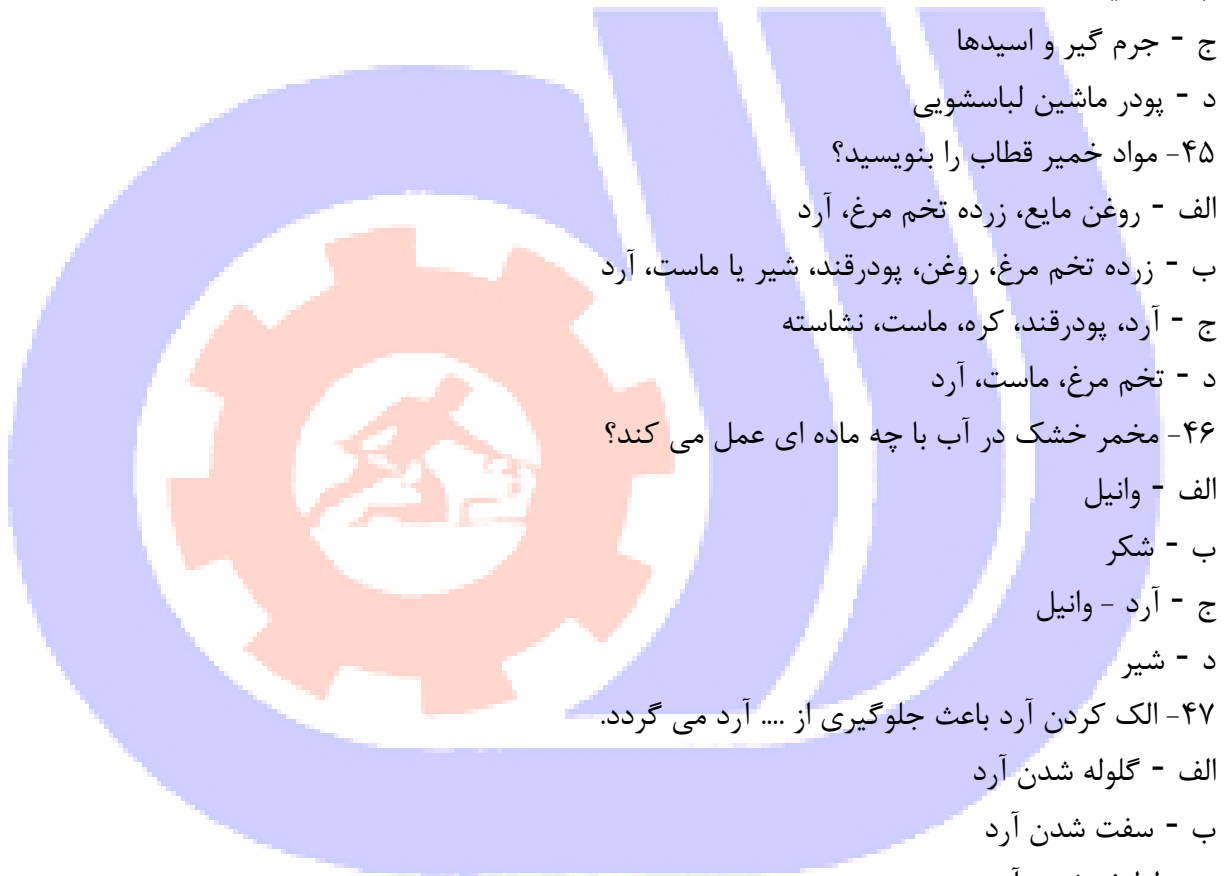 ج - جرم گیر و اسیدها
د - پودر ماشین لباسشویی
۴۵- مواد خمیر قطاب را بنویسید؟
الف - روغن مایع، زرده تخم مرغ، آرد
ب - زرده تخم مرغ، روغن، پودرقند، شیر یا ماست، آرد
ج - آرد، پودرقند، کره، ماست، نشاسته
د - تخم مرغ، ماست، آرد
۴۶- مخمر خشک در آب با چه ماده ای عمل می کند؟
الف - وانیل
ب - شکر
ج - آرد - وانیل
د - شیر
۴۷- الک کردن آرد باعث جلوگیری از .... آرد می گردد.
الف - گلوله شدن آرد
ب - سفت شدن آرد